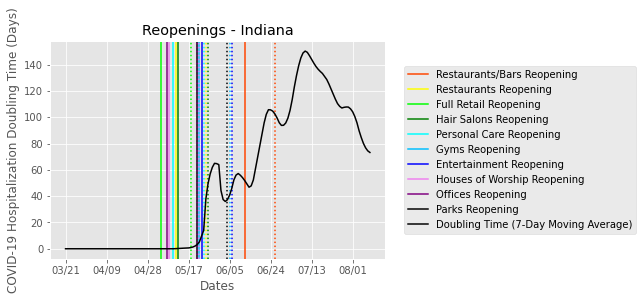 Reopenings - Indiana
COVID-19 Hospitalization Doubling Time (Days)
140
120
100
80
60
40
20
0
03/21 04/09 04/28 05/17 06/05 06/24 07/13 08/01
Dates
Restaurants/Bars Reopening
Restaurants Reopening
Full Retail Reopening
Hair Salons Reopening
Personal Care Reopening
Gyms Reopening
Entertainment Reopening
Houses of Worship Reopening
Offices Reopening
Parks Reopening
Doubling Time (7-Day Moving Average)